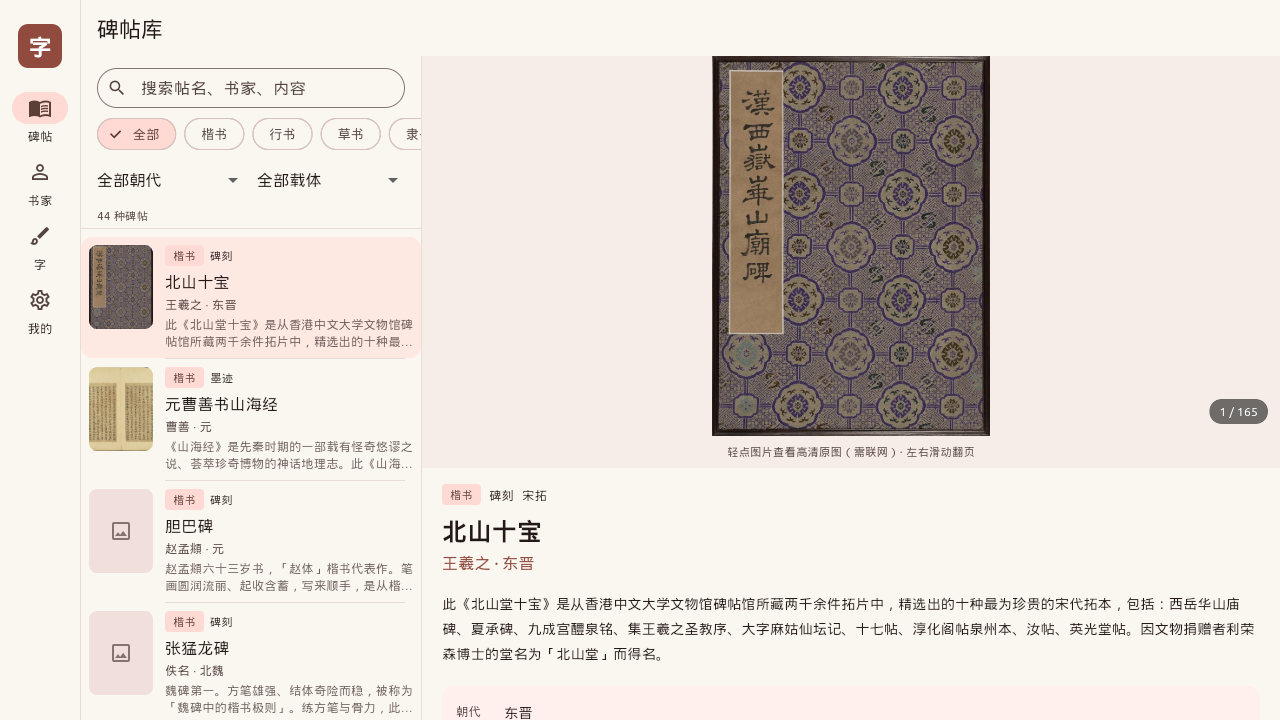 字
碑帖
书家
字
我的
碑帖库
搜索帖名、书家、内容
全部
楷书
行书
草书
全部朝代
全部载体
44 种碑帖
楷书 碑刻
北山十宝
王羲之 · 东晋
此《北山堂十宝》是从香港中文大学文物馆碑
帖馆所藏两千余件拓片中，精选出的十种最...
楷书 墨迹
元曹善书山海经
曹善 · 元
《山海经》是先秦时期的一部载有怪奇悠谬之
说、荟萃珍奇博物的神话地理志。此《山海...
楷书 碑刻
胆巴碑
赵孟頫 · 元
赵孟頫六十三岁书，「赵体」楷书代表作。笔
画圆润流丽、起收含蓄，写来顺手，是从楷...
楷书 碑刻
张猛龙碑
佚名 · 北魏
魏碑第一。方笔雄强、结体奇险而稳，被称为
「魏碑中的楷书极则」。练方笔与骨力，此...
漢西嶽華山廟碑
1 / 165
轻点图片查看高清原图（需联网）· 左右滑动翻页
楷书 碑刻 宋拓
北山十宝
王羲之 · 东晋
此《北山堂十宝》是从香港中文大学文物馆碑帖馆所藏两千余件拓片中，精选出的十种最为珍贵的宋代拓本，包括：西岳华山庙
碑、夏承碑、九成宫醴泉铭、集王羲之圣教序、大字麻姑仙坛记、十七帖、淳化阁帖泉州本、汝帖、英光堂帖。因文物捐赠者利荣
森博士的堂名为「北山堂」而得名。
朝代 东晋